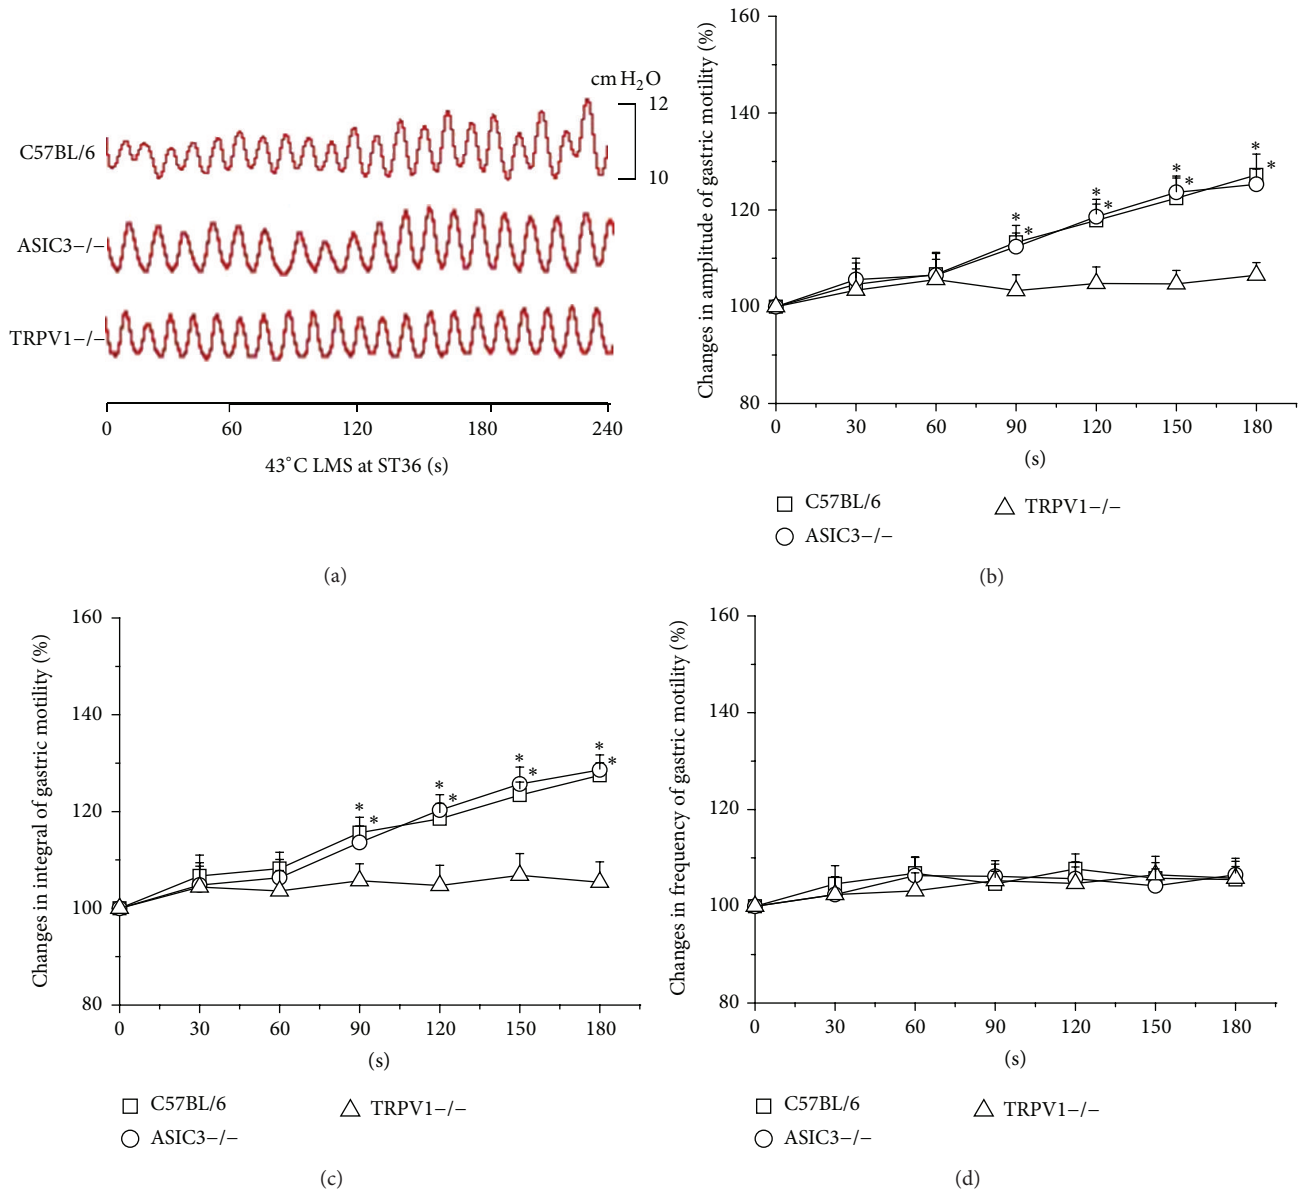 cm H2O
12
10
C57BL/6
ASIC3−/−
TRPV1−/−
0 60 120 180 240
43°C LMS at ST36 (s)
(a)
Changes in amplitude of gastric motility (%)
160
140
120
100
80
* * * *
* * * *
0 30 60 90 120 150 180
(s)
C57BL/6
TRPV1−/−
ASIC3−/−
(b)
Changes in integral of gastric motility (%)
160
140
120
100
80
* * * *
* * * *
0 30 60 90 120 150 180
(s)
C57BL/6
TRPV1−/−
ASIC3−/−
(c)
Changes in frequency of gastric motility (%)
160
140
120
100
80
0 30 60 90 120 150 180
(s)
C57BL/6
TRPV1−/−
ASIC3−/−
(d)